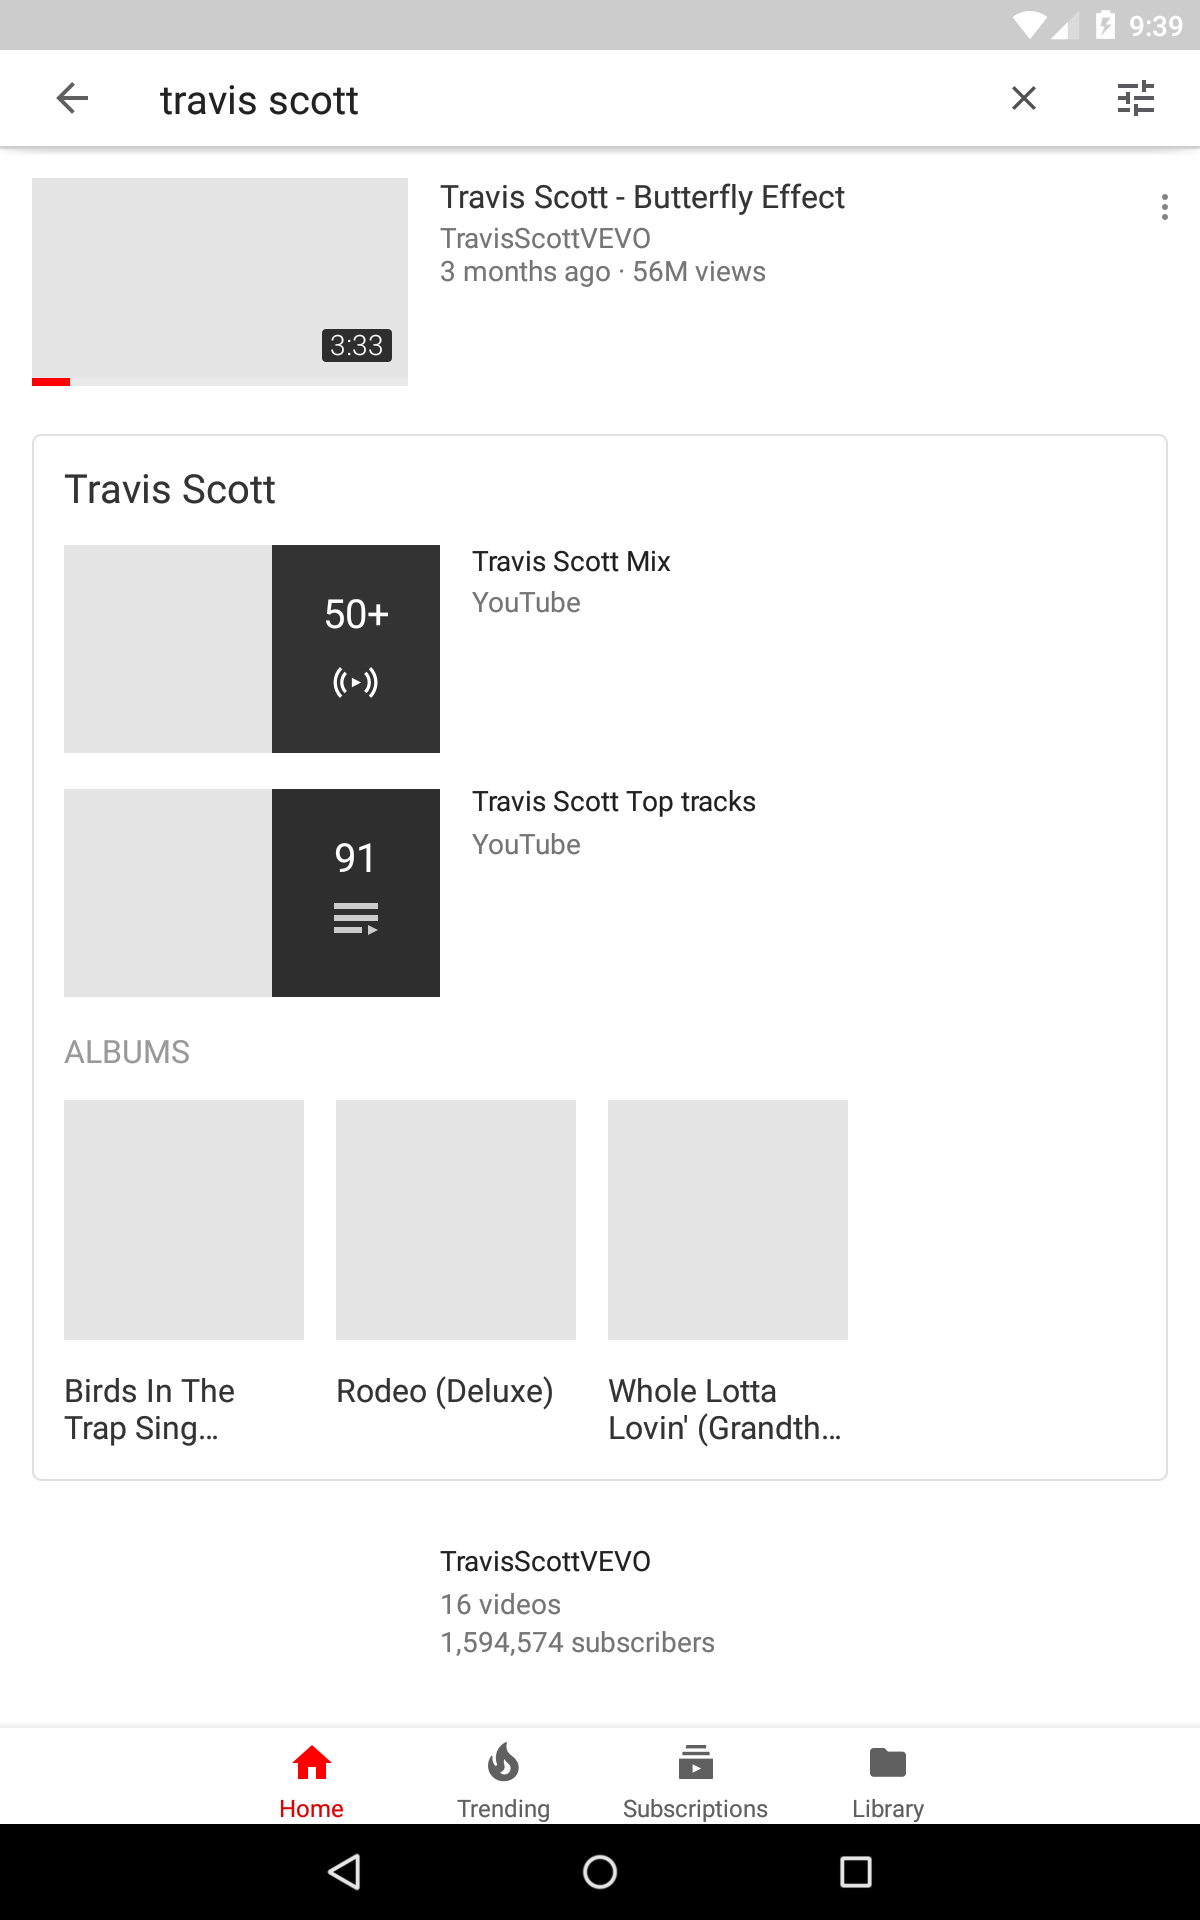 9:39
travis scott
Travis Scott - Butterfly Effect
TravisScottVEVO
3 months ago · 56M views
3:33
Travis Scott
50+
Travis Scott Mix
YouTube
91
Travis Scott Top tracks
YouTube
ALBUMS
Birds In The
Trap Sing...
Rodeo (Deluxe)
Whole Lotta
Lovin' (Grandth...
TravisScottVEVO
16 videos
1,594,574 subscribers
Home
Trending
Subscriptions
Library